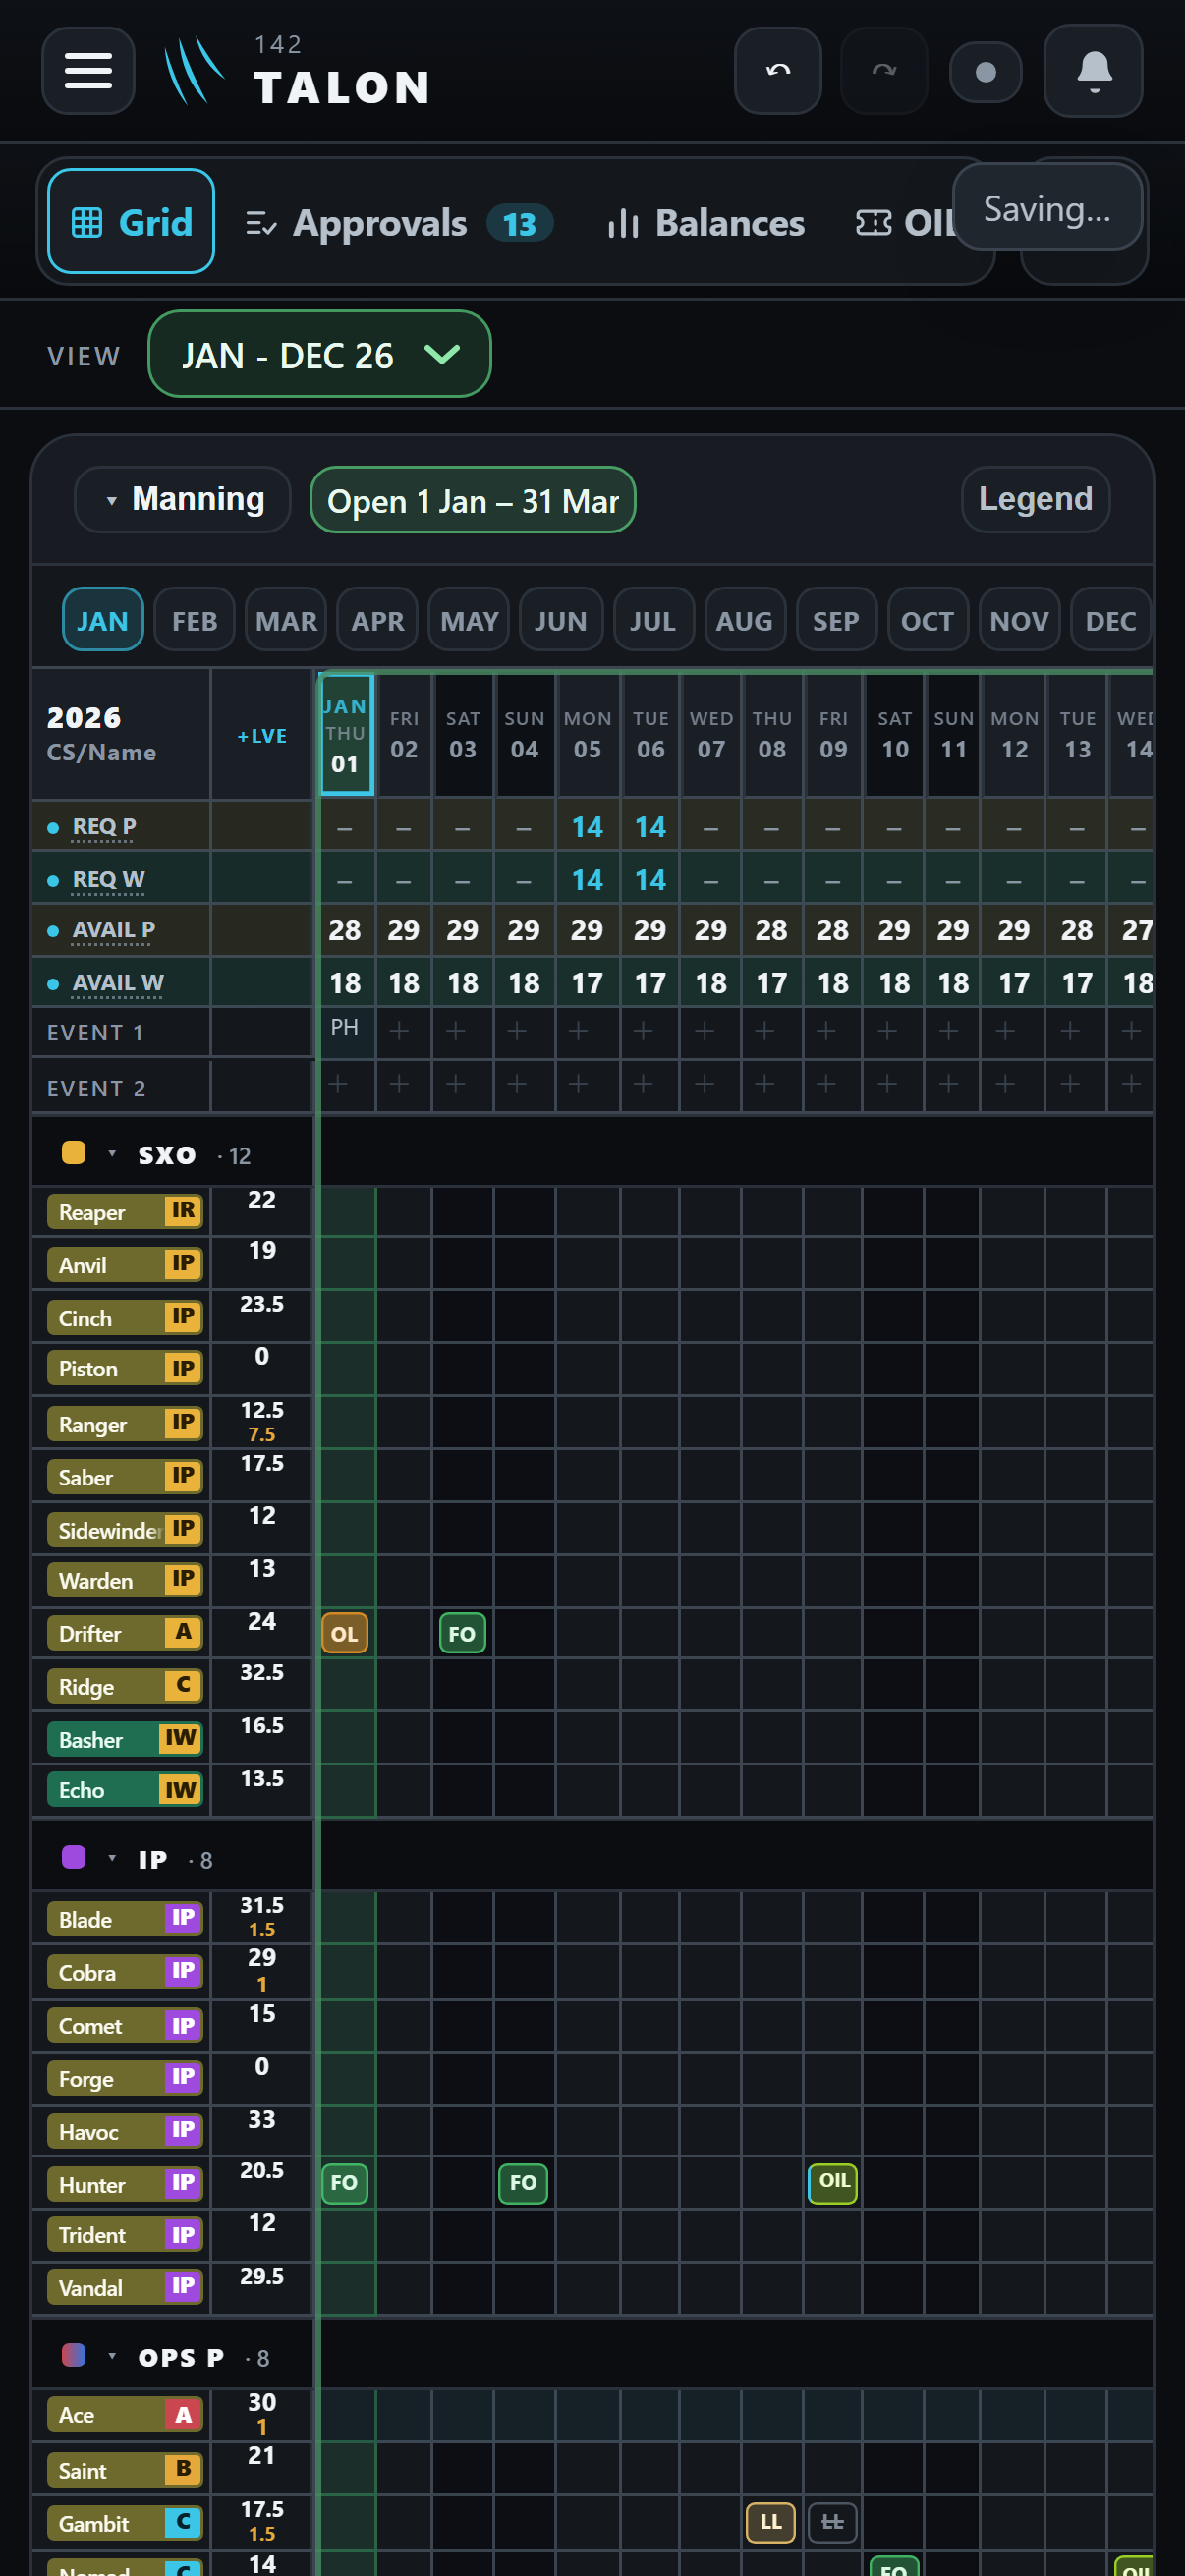 142
TALON
Grid Approvals 13 Balances Saving...
VIEW JAN - DEC 26
▾ Manning Open 1 Jan – 31 Mar Legend
JAN FEB MAR APR MAY JUN JUL AUG SEP OCT NOV DEC
2026
CS/Name
+LVE
JAN THU 01
FRI 02
SAT 03
SUN 04
MON 05
TUE 06
WED 07
THU 08
FRI 09
SAT 10
SUN 11
MON 12
TUE 13
WED 14
REQ P – – – – 14 14 – – – – – – – –
REQ W – – – – 14 14 – – – – – – – –
AVAIL P 28 29 29 29 29 29 29 28 28 29 29 29 28 27
AVAIL W 18 18 18 18 17 17 18 17 18 18 18 17 17 18
EVENT 1 PH + + + + + + + + + + + + +
EVENT 2 + + + + + + + + + + + + + +
▾ SXO · 12
Reaper IR 22
Anvil IP 19
Cinch IP 23.5
Piston IP 0
Ranger IP 12.5
7.5
Saber IP 17.5
Sidewinder IP 12
Warden IP 13
Drifter A 24 OL FO
Ridge C 32.5
Basher IW 16.5
Echo IW 13.5
▾ IP · 8
Blade IP 31.5
1.5
Cobra IP 29
1
Comet IP 15
Forge IP 0
Havoc IP 33
Hunter IP 20.5 FO FO OIL
Trident IP 12
Vandal IP 29.5
▾ OPS P · 8
Ace A 30
1
Saint B 21
Gambit C 17.5 LL LL
1.5
Nomad C 14 FO OIL